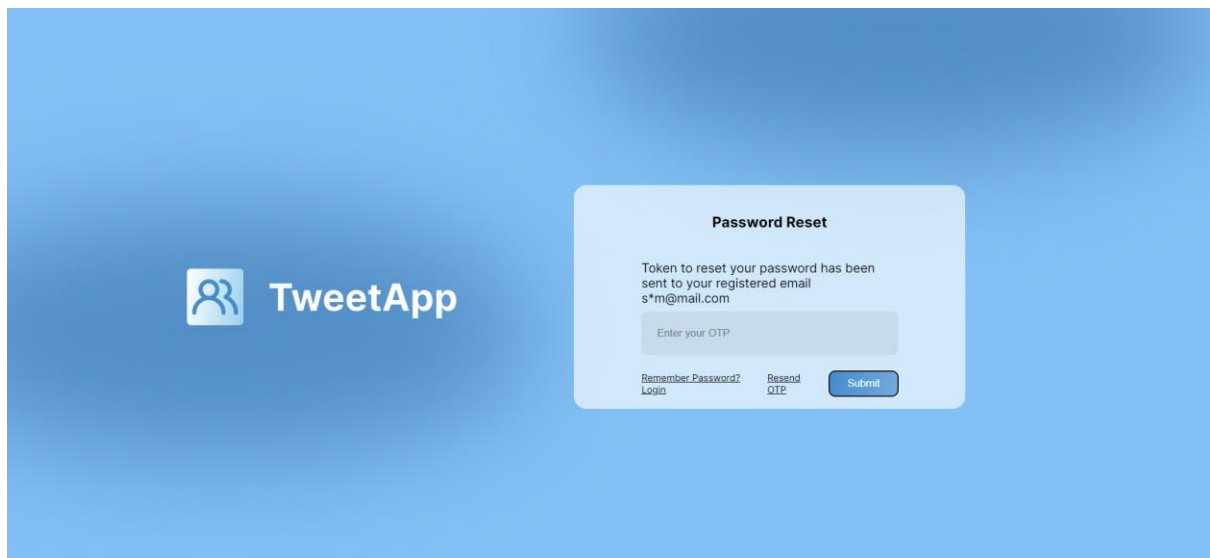 TweetApp
Password Reset
Token to reset your password has been
sent to your registered email
s*m@mail.com
Enter your OTP
Remember Password?
Login
Resend
OTP
Submit